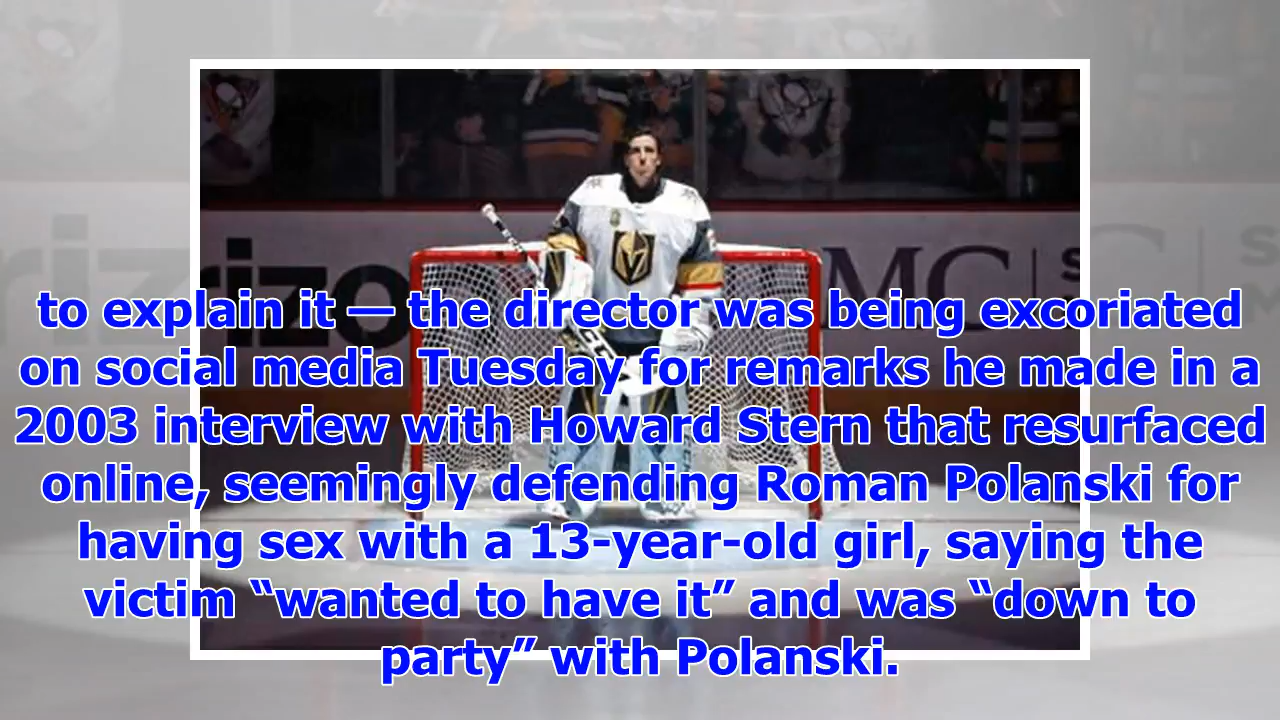 to explain it — the director was being excoriated
on social media Tuesday for remarks he made in a
2003 interview with Howard Stern that resurfaced
online, seemingly defending Roman Polanski for
having sex with a 13-year-old girl, saying the
victim “wanted to have it” and was “down to
party” with Polanski.